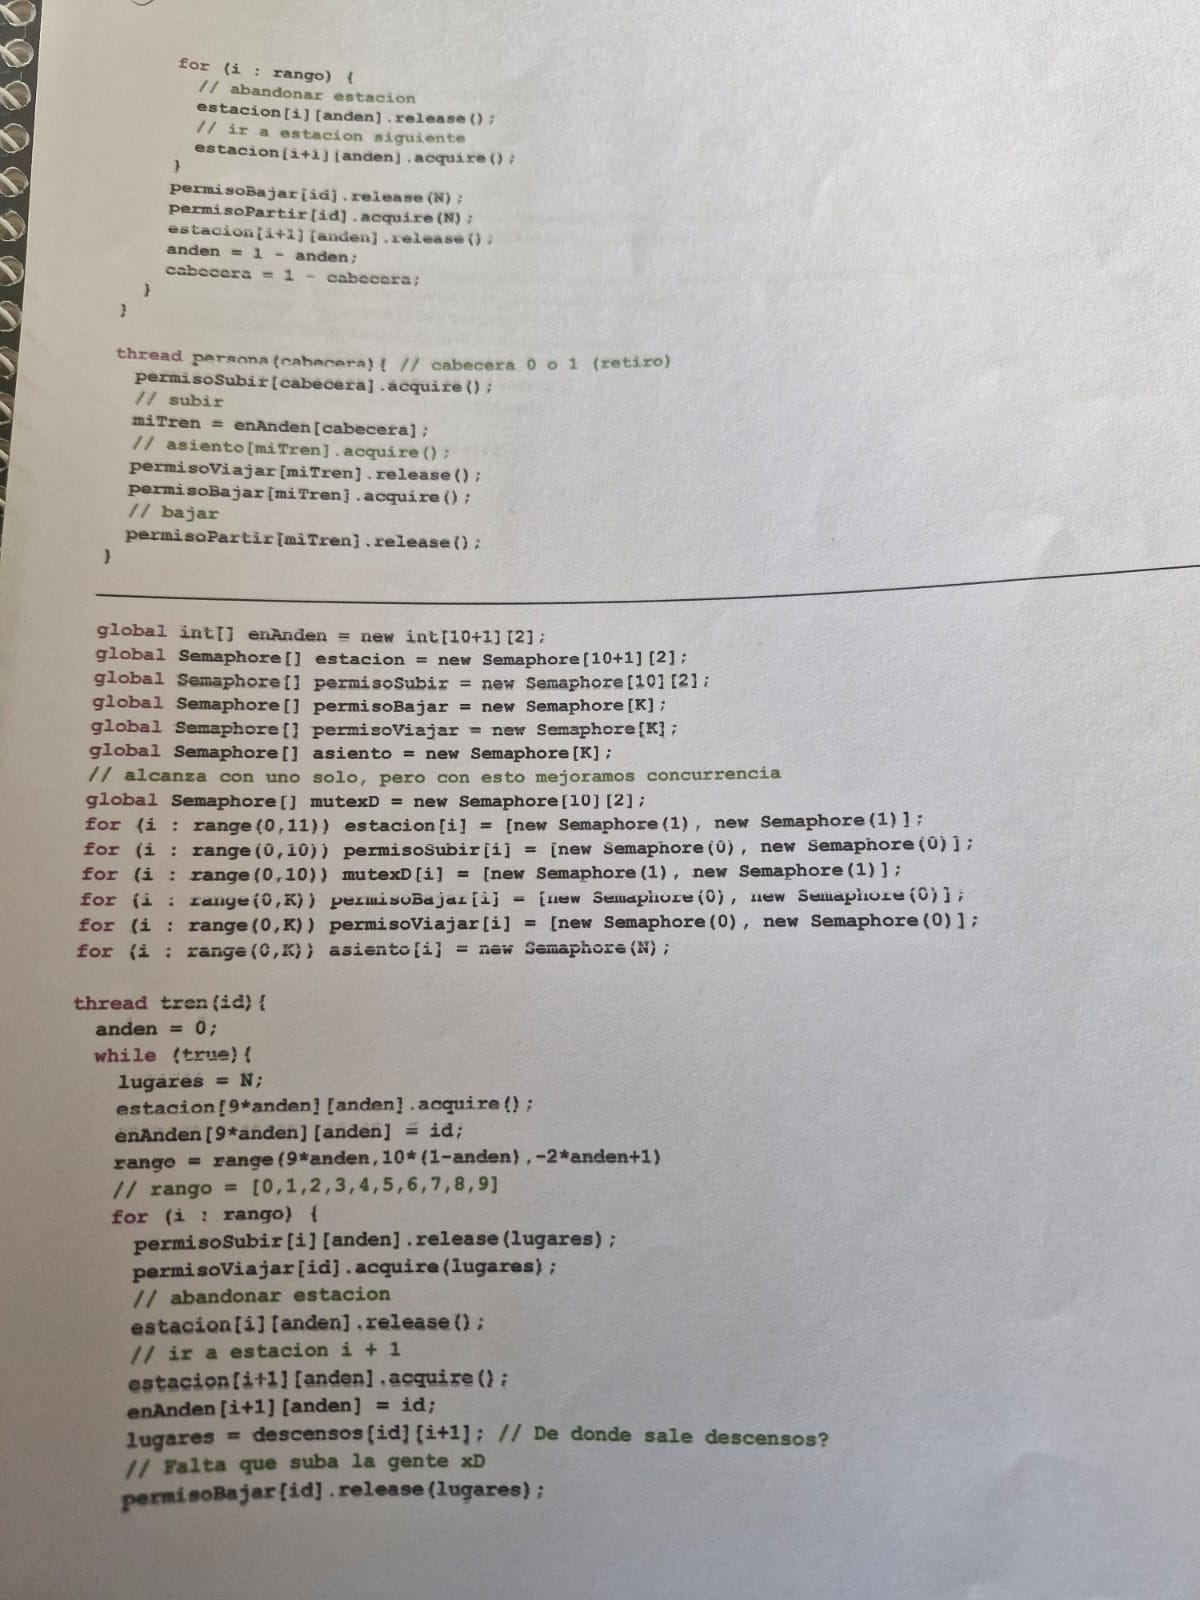 for (i : rango) {
// abandonar estacion
estacion[i][anden].release();
// ir a estacion siguiente
estacion[i+1][anden].acquire();
}
permisoBajar[id].release(N);
permisoPartir[id].acquire(N);
estacion[i+1][anden].release();
anden = 1 - anden;
cabecera = 1 - cabecera;
}
}
thread persona(cabecera){ // cabecera 0 o 1 (retiro)
permisoSubir[cabecera].acquire();
// subir
miTren = enAnden[cabecera];
// asiento[miTren].acquire();
permisoViajar[miTren].release();
permisoBajar[miTren].acquire();
// bajar
permisoPartir[miTren].release();
}
global int[] enAnden = new int[10+1][2];
global Semaphore[] estacion = new Semaphore[10+1][2];
global Semaphore[] permisoSubir = new Semaphore[10][2];
global Semaphore[] permisoBajar = new Semaphore[K];
global Semaphore[] permisoViajar = new Semaphore[K];
global Semaphore[] asiento = new Semaphore[K];
// alcanza con uno solo, pero con esto mejoramos concurrencia
global Semaphore[] mutexD = new Semaphore[10][2];
for (i : range(0,11)) estacion[i] = [new Semaphore(1), new Semaphore(1)];
for (i : range(0,10)) permisoSubir[i] = [new Semaphore(0), new Semaphore(0)];
for (i : range(0,10)) mutexD[i] = [new Semaphore(1), new Semaphore(1)];
for (i : range(0,K)) permisoBajar[i] = [new Semaphore(0), new Semaphore(0)];
for (i : range(0,K)) permisoViajar[i] = [new Semaphore(0), new Semaphore(0)];
for (i : range(0,K)) asiento[i] = new Semaphore(N);
thread tren(id){
anden = 0;
while (true){
lugares = N;
estacion[9*anden][anden].acquire();
enAnden[9*anden][anden] = id;
rango = range(9*anden,10*(1-anden),-2*anden+1)
// rango = [0,1,2,3,4,5,6,7,8,9]
for (i : rango) {
permisoSubir[i][anden].release(lugares);
permisoViajar[id].acquire(lugares);
// abandonar estacion
estacion[i][anden].release();
// ir a estacion i + 1
estacion[i+1][anden].acquire();
enAnden[i+1][anden] = id;
lugares = descensos[id][i+1]; // De donde sale descensos?
// Falta que suba la gente xD
permisoBajar[id].release(lugares);